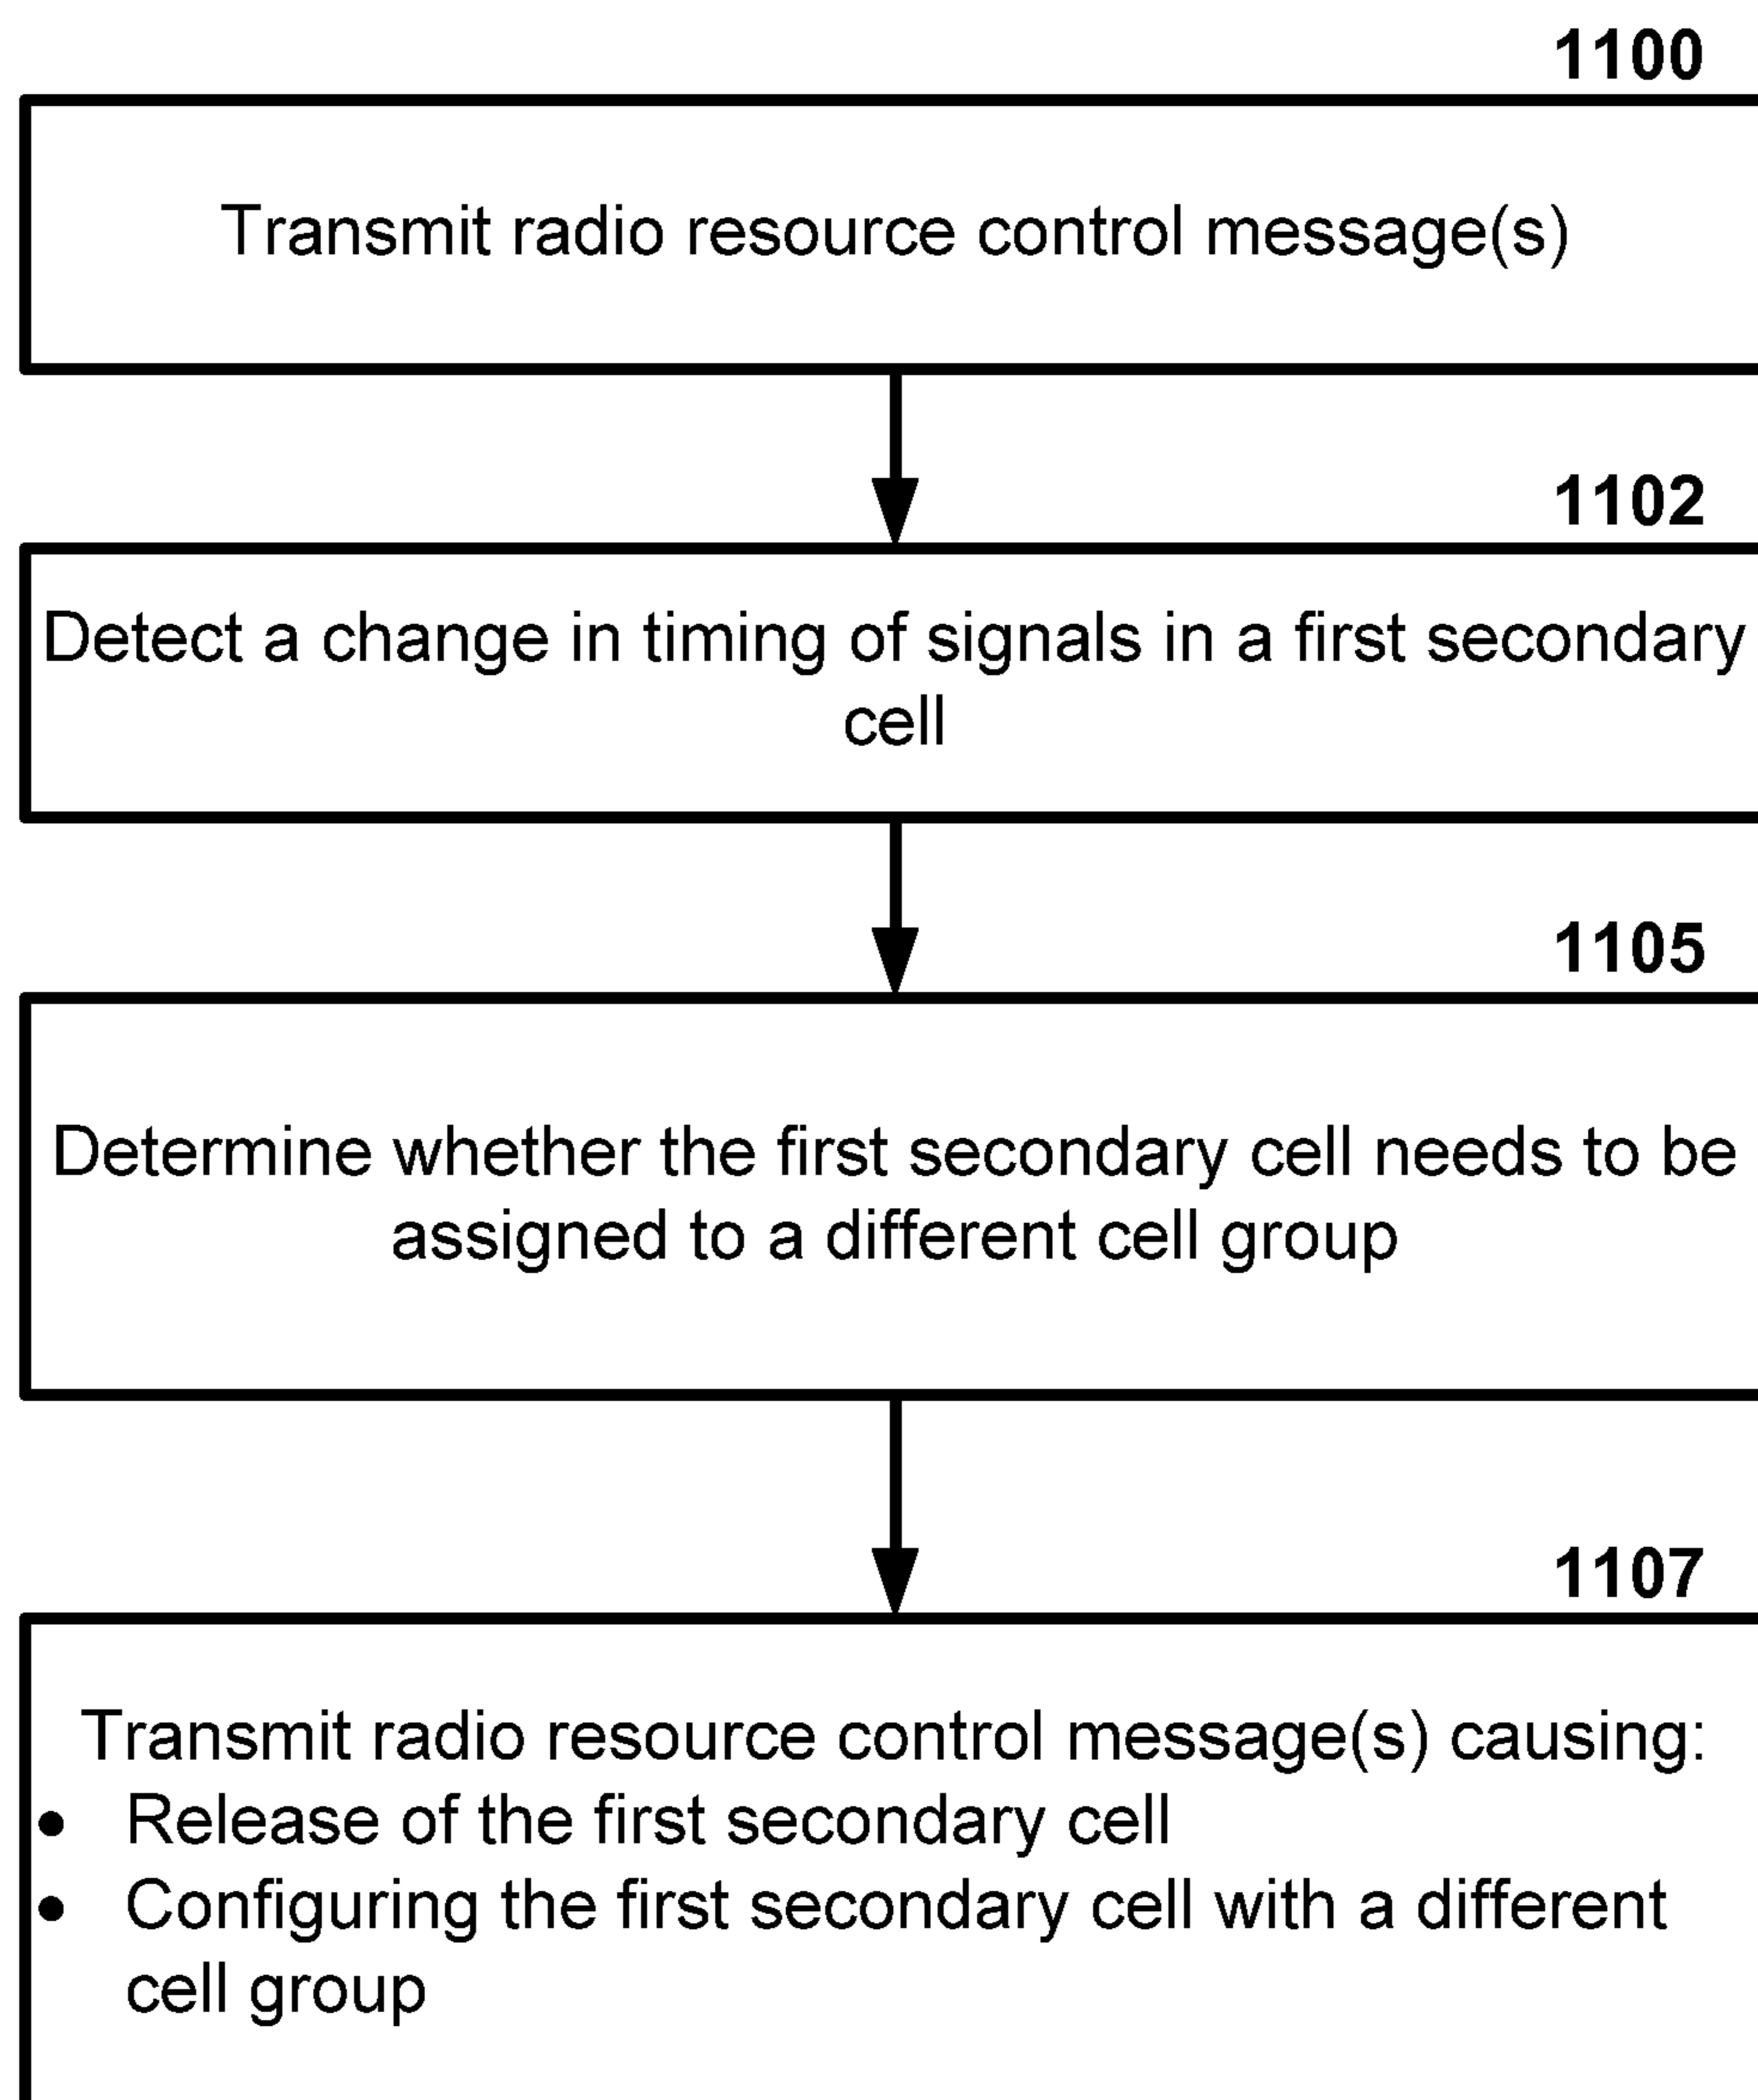 1100
Transmit radio resource control message(s)
1102
Detect a change in timing of signals in a first secondary
cell
1105
Determine whether the first secondary cell needs to be
assigned to a different cell group
1107
Transmit radio resource control message(s) causing:
• Release of the first secondary cell
• Configuring the first secondary cell with a different
cell group